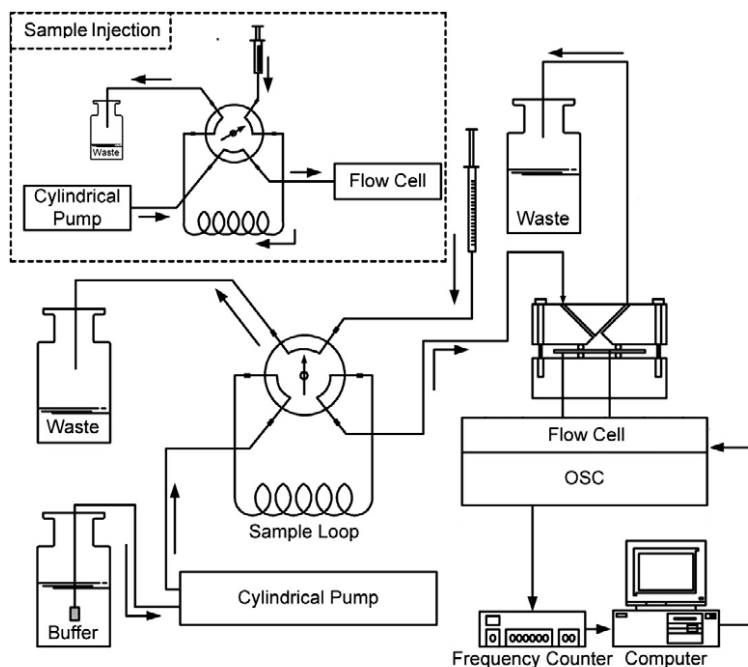 Sample Injection
Waste
Cylindrical
Pump
Flow Cell
Waste
Waste
Flow Cell
OSC
Sample Loop
Buffer
Cylindrical Pump
Frequency Counter
Computer